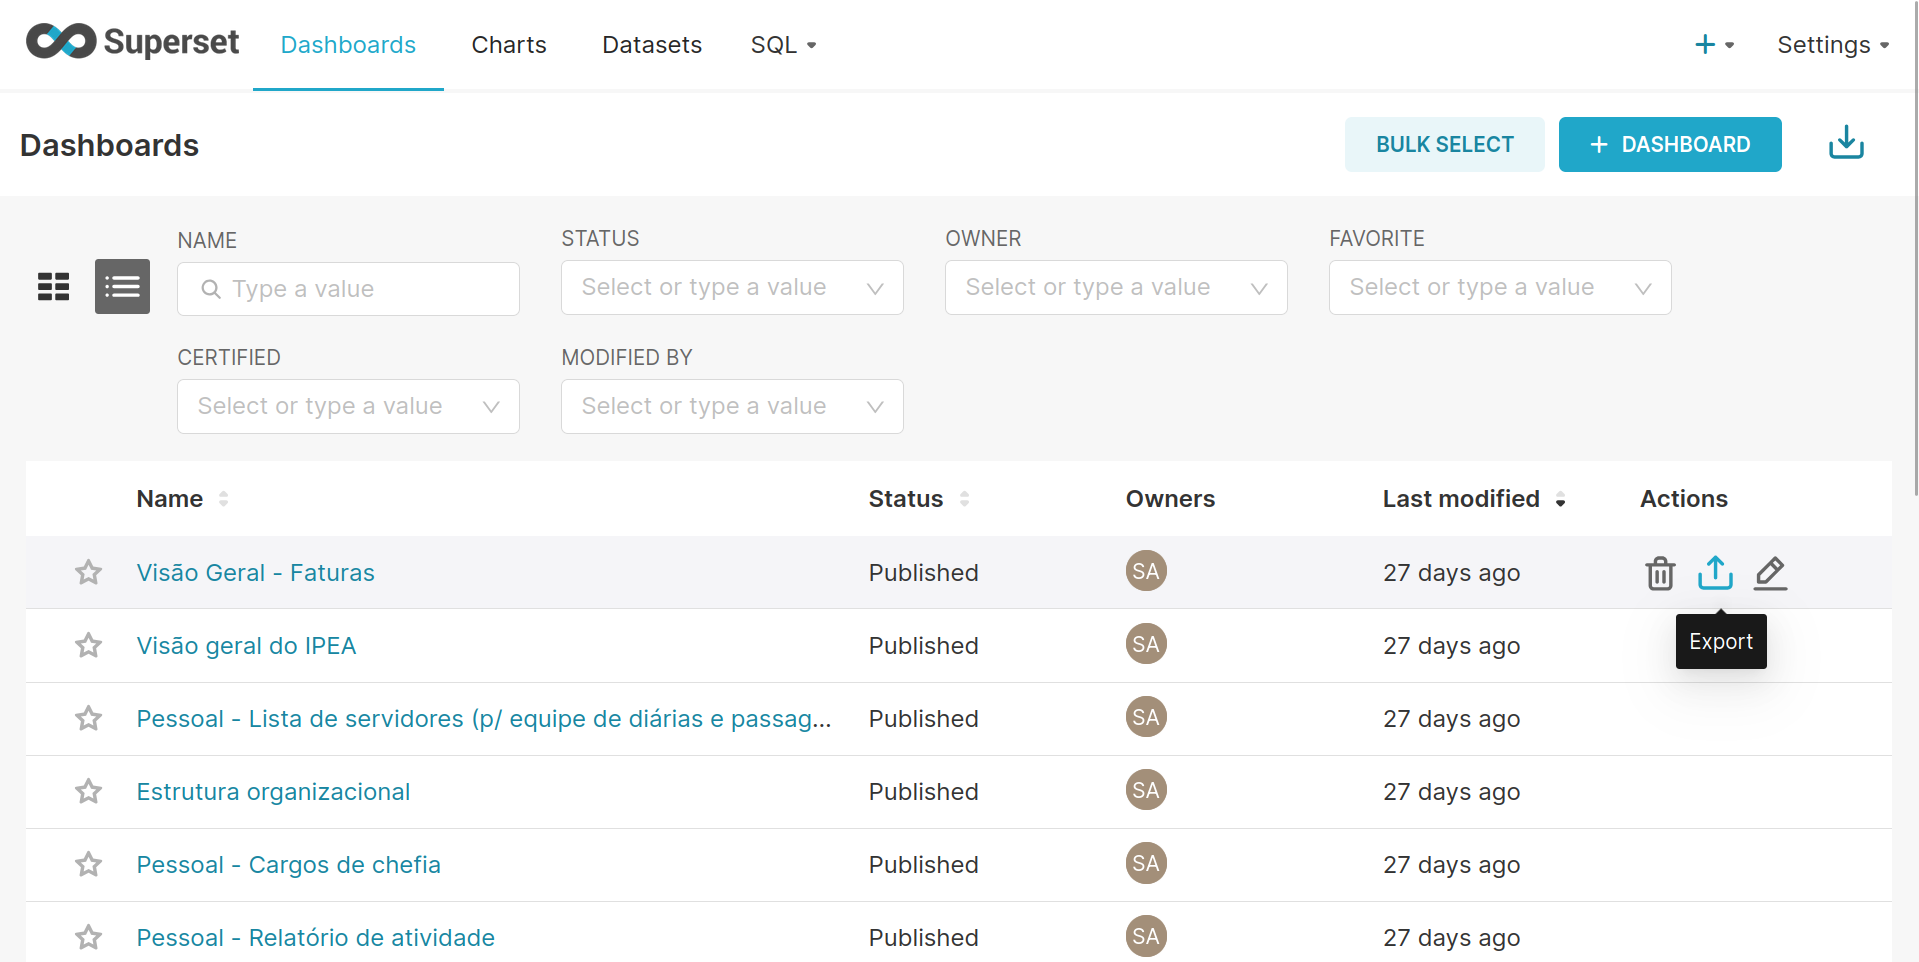 Superset Dashboards Charts Datasets SQL Settings
Dashboards BULK SELECT + DASHBOARD
NAME STATUS OWNER FAVORITE
Type a value Select or type a value Select or type a value Select or type a value
CERTIFIED MODIFIED BY
Select or type a value Select or type a value
Name Status Owners Last modified Actions
Visão Geral - Faturas Published SA 27 days ago
Visão geral do IPEA Published SA 27 days ago Export
Pessoal - Lista de servidores (p/ equipe de diárias e passag... Published SA 27 days ago
Estrutura organizacional Published SA 27 days ago
Pessoal - Cargos de chefia Published SA 27 days ago
Pessoal - Relatório de atividade Published SA 27 days ago